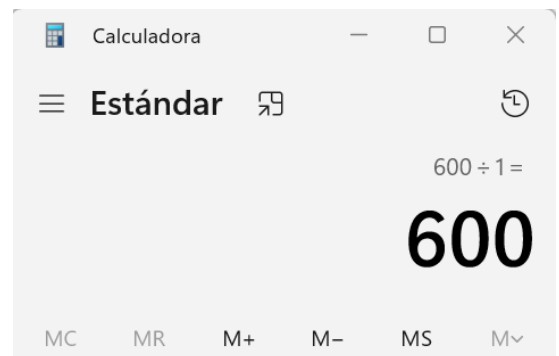 Calculadora
Estándar
600 ÷ 1 =
600
MC MR M+ M− MS M